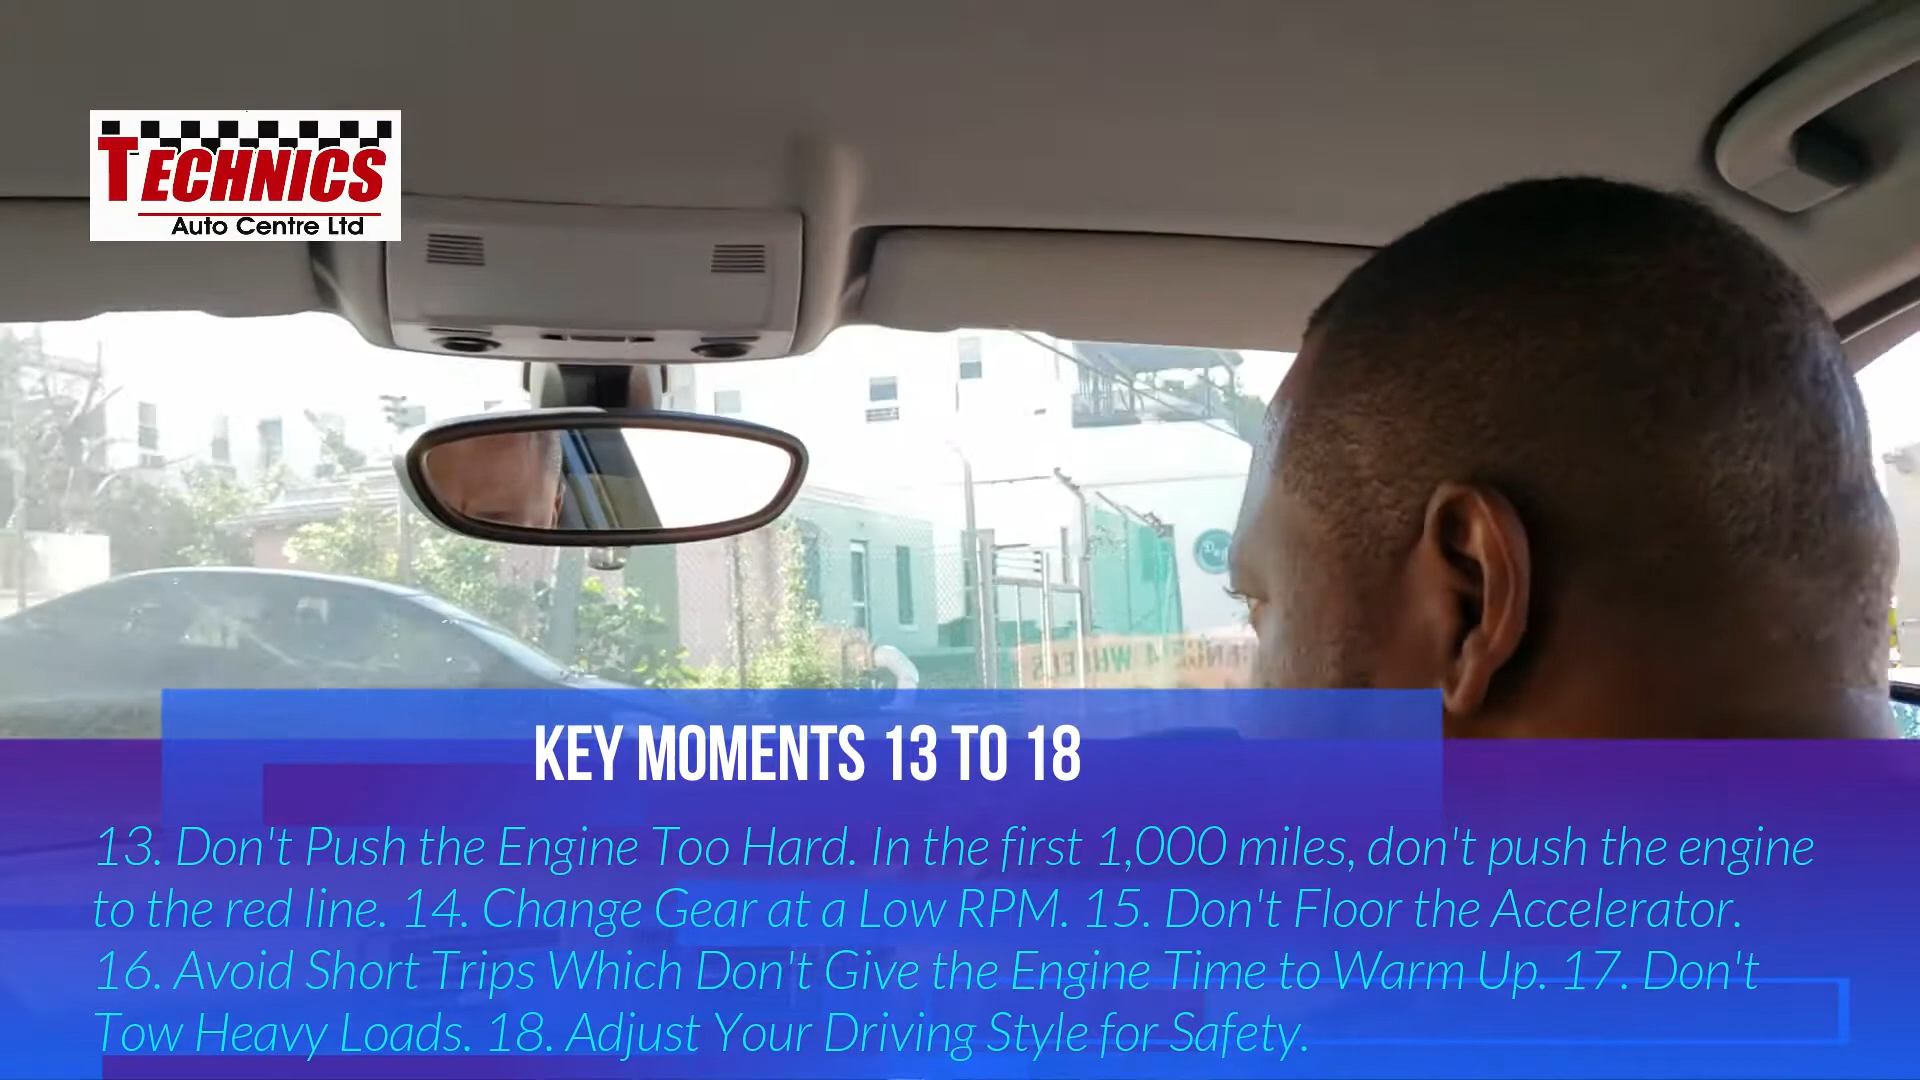 TECHNICS
Auto Centre Ltd
KEY MOMENTS 13 TO 18
13. Don't Push the Engine Too Hard. In the first 1,000 miles, don't push the engine
to the red line. 14. Change Gear at a Low RPM. 15. Don't Floor the Accelerator.
16. Avoid Short Trips Which Don't Give the Engine Time to Warm Up. 17. Don't
Tow Heavy Loads. 18. Adjust Your Driving Style for Safety.